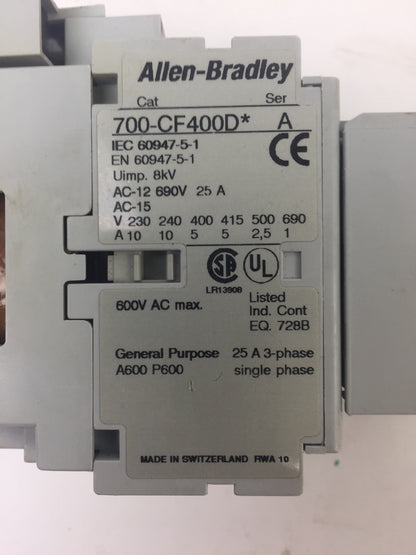 Allen-Bradley
Cat Ser
700-CF400D* A
IEC 60947-5-1
EN 60947-5-1
CE
Uimp. 8kV
AC-12 690V 25 A
AC-15
V 230 240 400 415 500 690
A 10 10 5 5 2,5 1
SA UL
LR13908
600V AC max. Listed
Ind. Cont
EQ. 728B
General Purpose 25 A 3-phase
A600 P600 single phase
MADE IN SWITZERLAND RWA 10